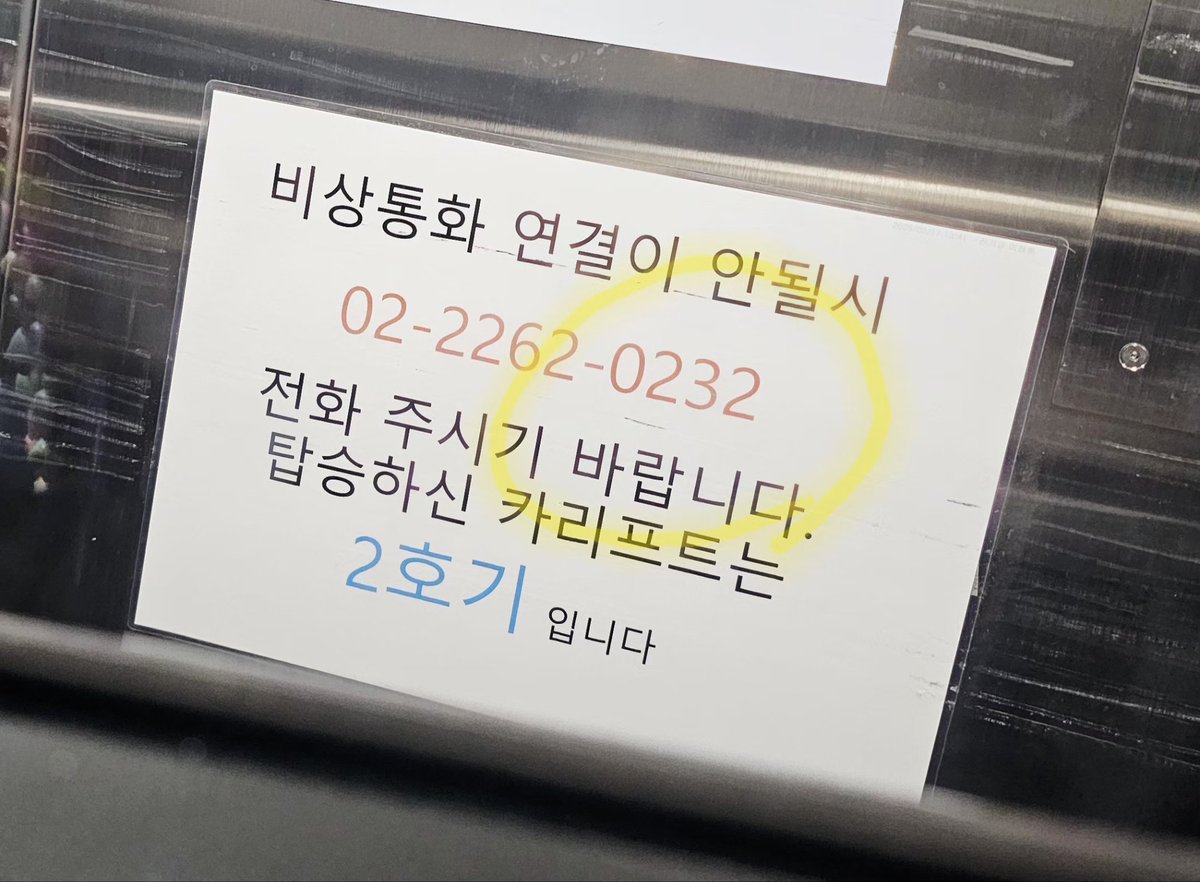 비상통화 연결이 안될시
02-2262-0232
전화 주시기 바랍니다.
탑승하신 카리프트는
2호기 입니다